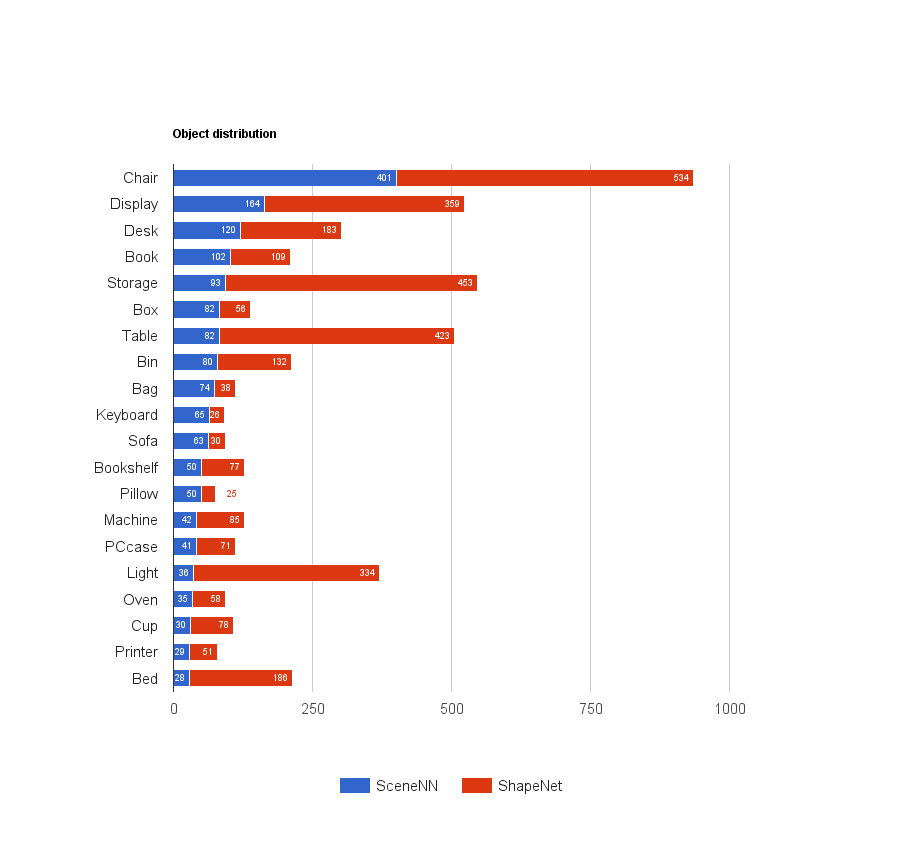 Object distribution
Chair 401 534
Display 164 359
Desk 120 183
Book 102 109
Storage 93 453
Box 82 56
Table 82 423
Bin 80 132
Bag 74 38
Keyboard 65 26
Sofa 63 30
Bookshelf 50 77
Pillow 50 25
Machine 42 85
PCcase 41 71
Light 36 334
Oven 35 58
Cup 30 78
Printer 29 51
Bed 28 186
0 250 500 750 1000
SceneNN ShapeNet